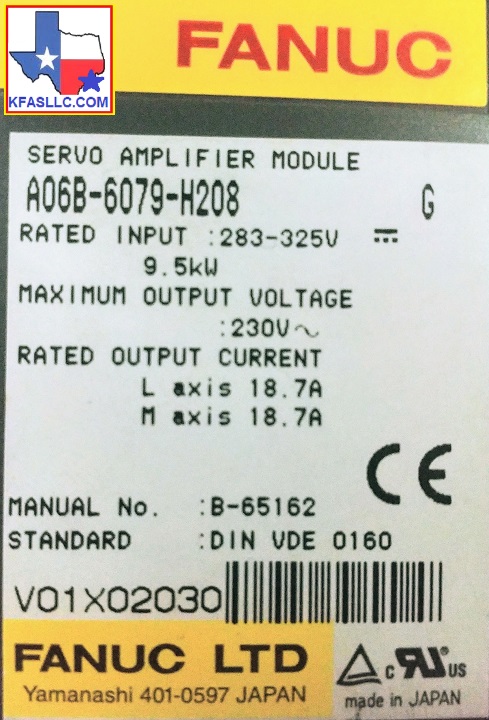 FANUC
KFASLLC.COM
SERVO AMPLIFIER MODULE
A06B-6079-H208 G
RATED INPUT :283-325V ⎓
9.5kW
MAXIMUM OUTPUT VOLTAGE
:230V~
RATED OUTPUT CURRENT
L axis 18.7A
M axis 18.7A
CE
MANUAL No. :B-65162
STANDARD :DIN VDE 0160
V01X02030
FANUC LTD
Yamanashi 401-0597 JAPAN
c RU® US
made in JAPAN